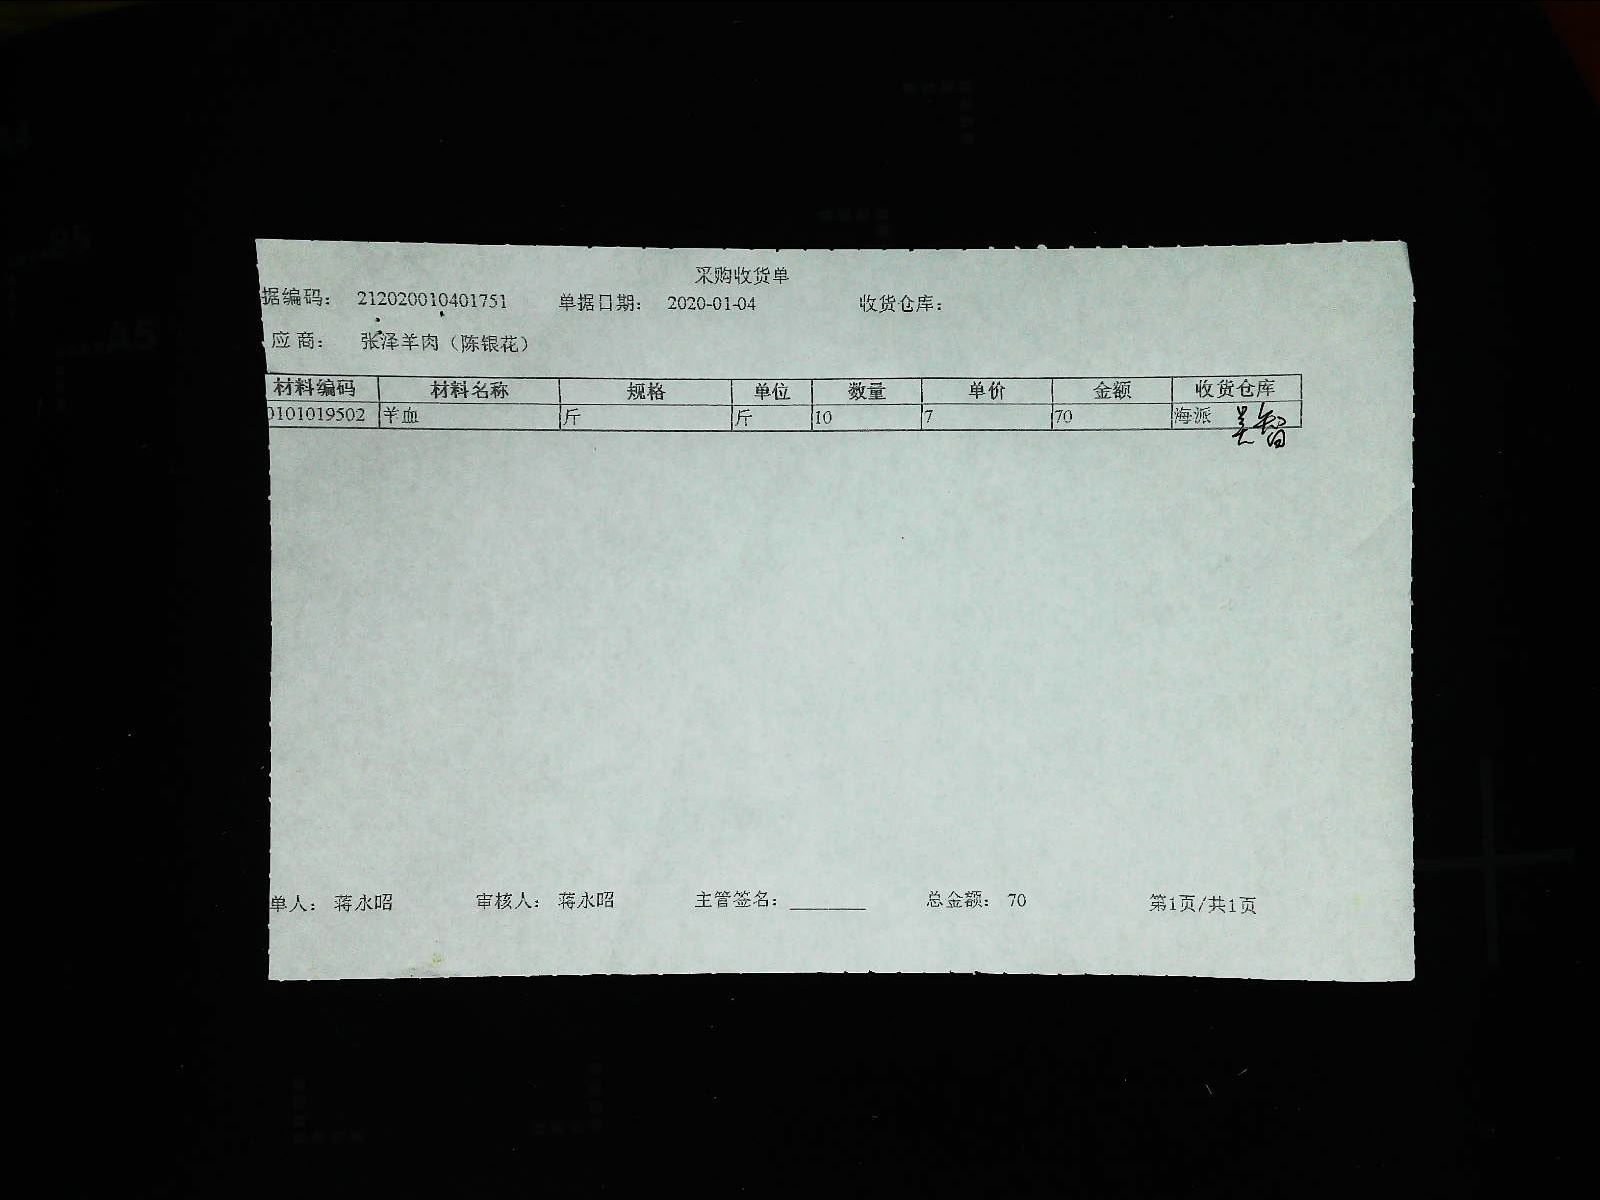 采购收货单
据编码: 212020010401751 单据日期: 2020-01-04 收货仓库:
应商: 张泽羊肉（陈银花）
材料编码 材料名称 规格 单位 数量 单价 金额 收货仓库
0101019502 羊血 斤 斤 10 7 70 海派
单人: 蒋永昭 审核人: 蒋永昭 主管签名: ________ 总金额: 70 第1页/共1页